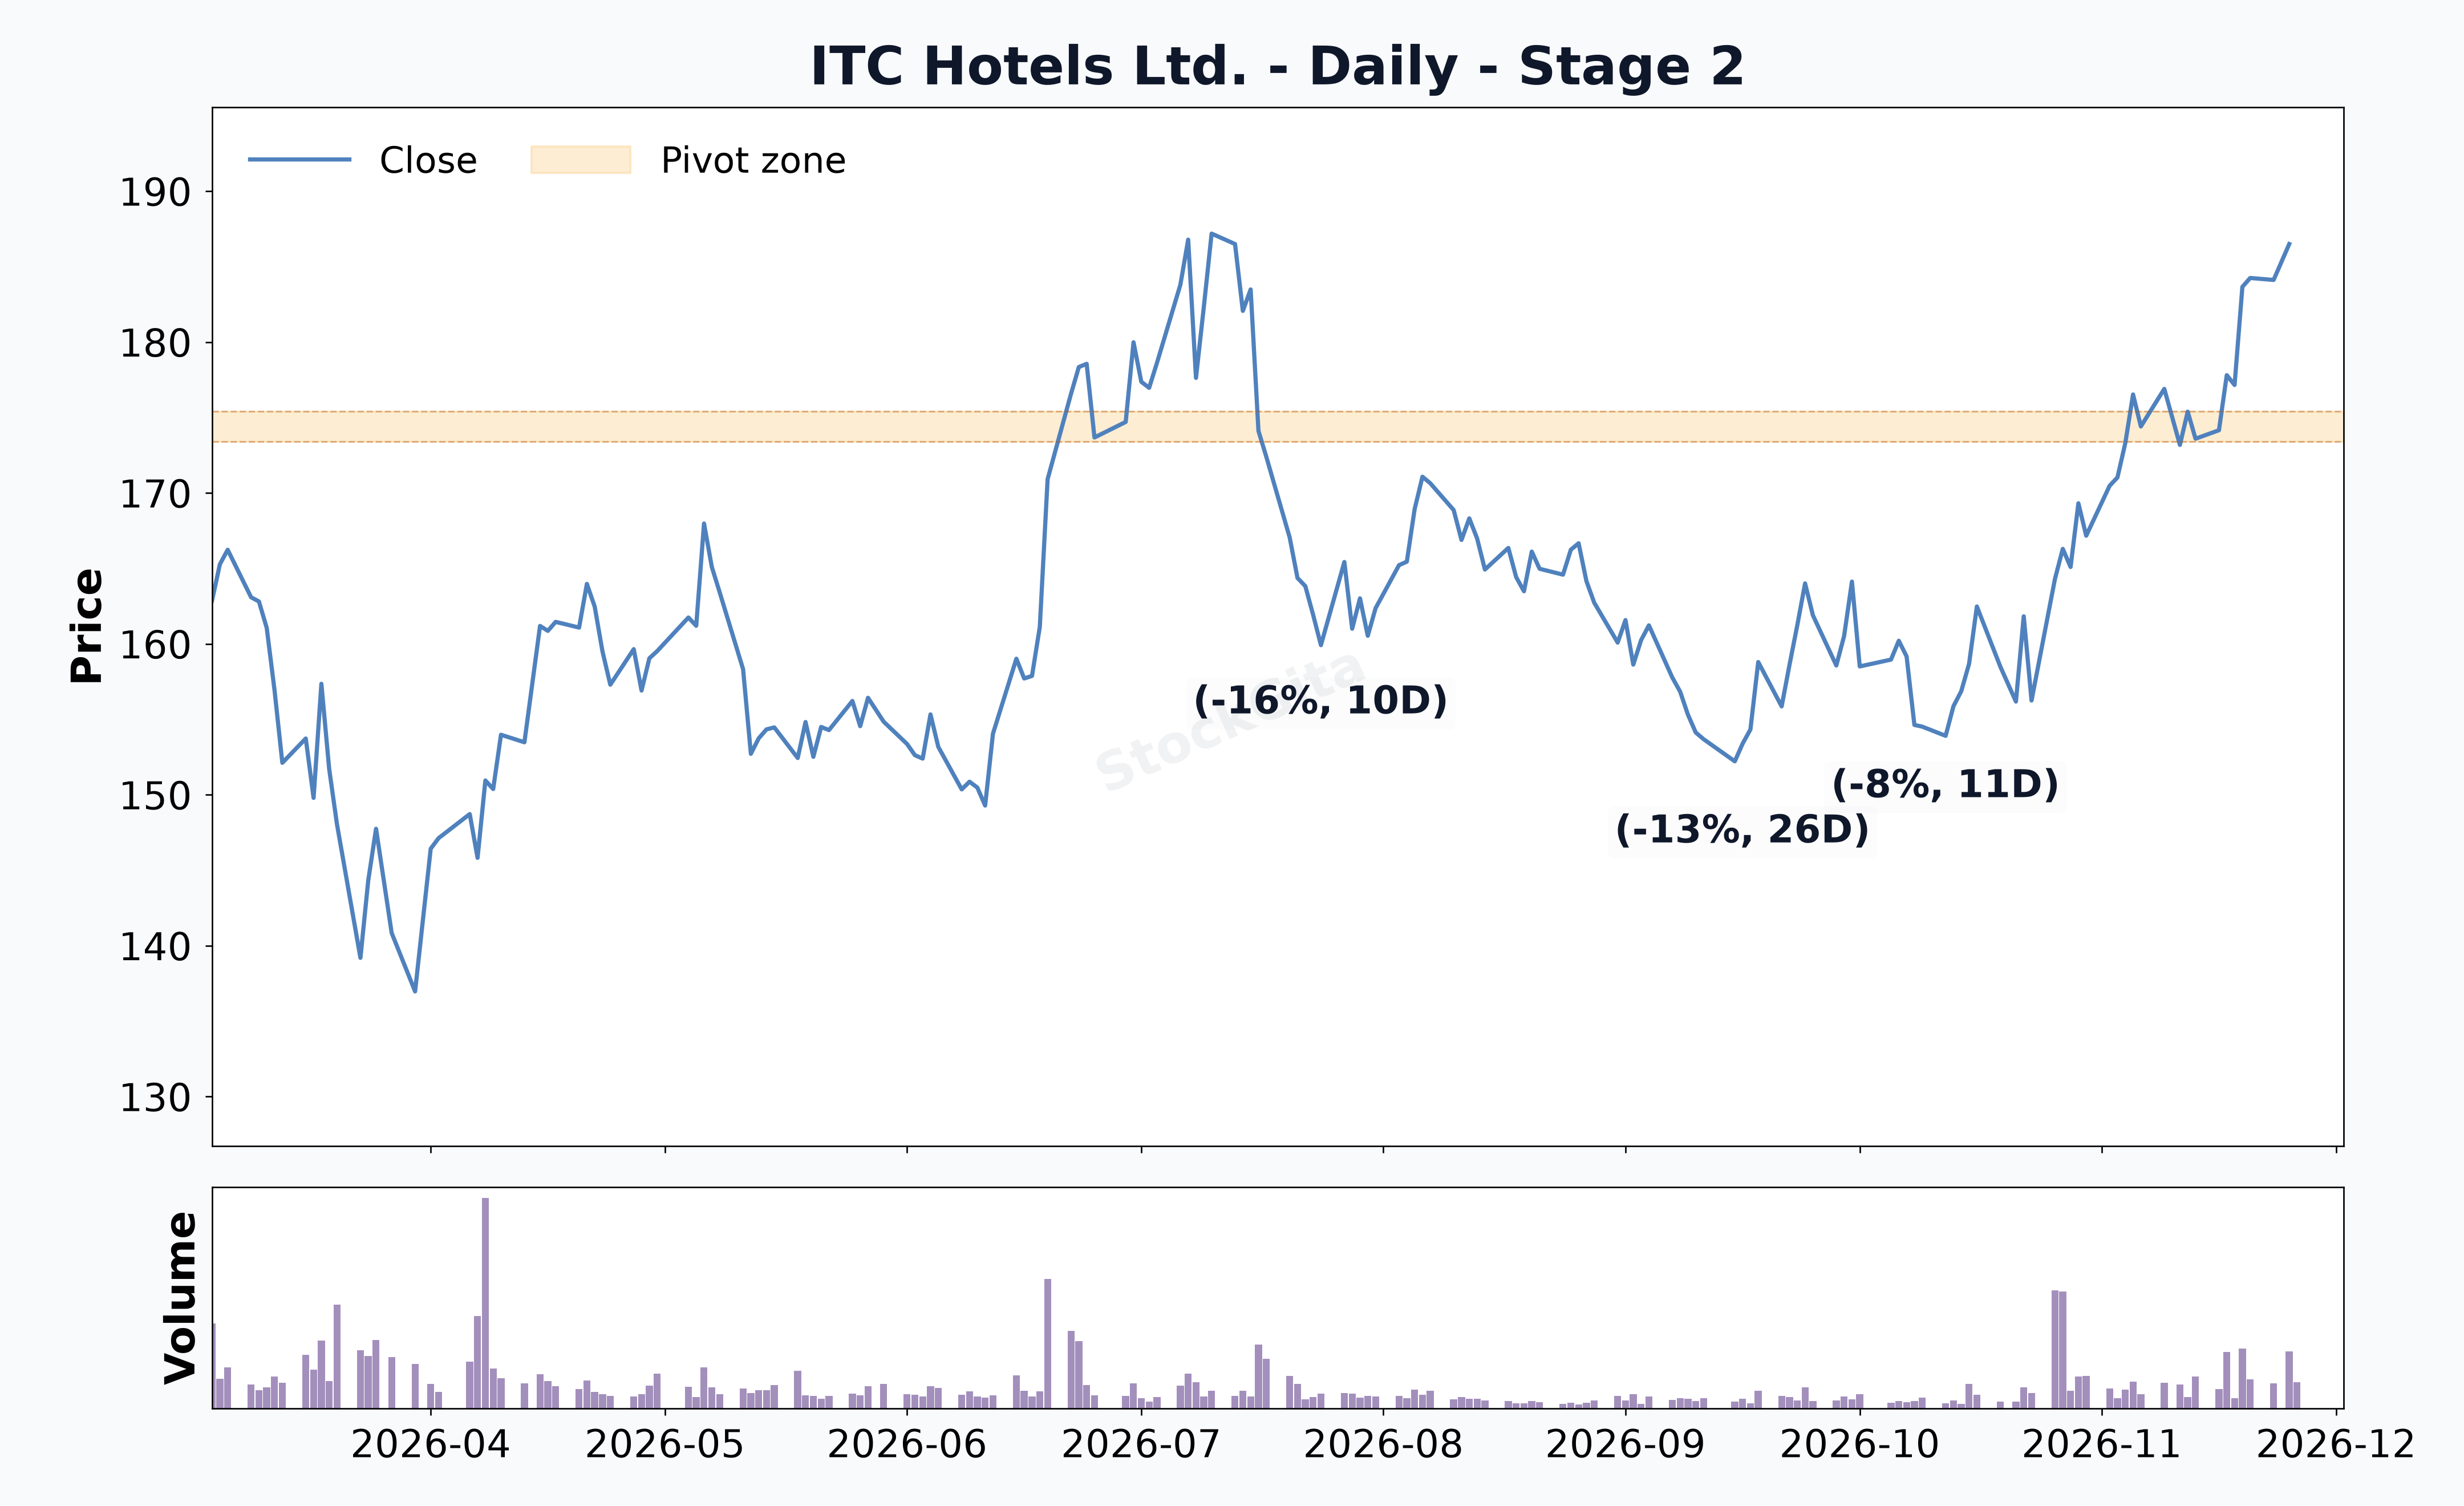 ITC Hotels Ltd. - Daily - Stage 2
Close
Pivot zone
190
180
170
160
150
140
130
Price
StockGita
(-16%, 10D)
(-8%, 11D)
(-13%, 26D)
Volume
2026-04
2026-05
2026-06
2026-07
2026-08
2026-09
2026-10
2026-11
2026-12